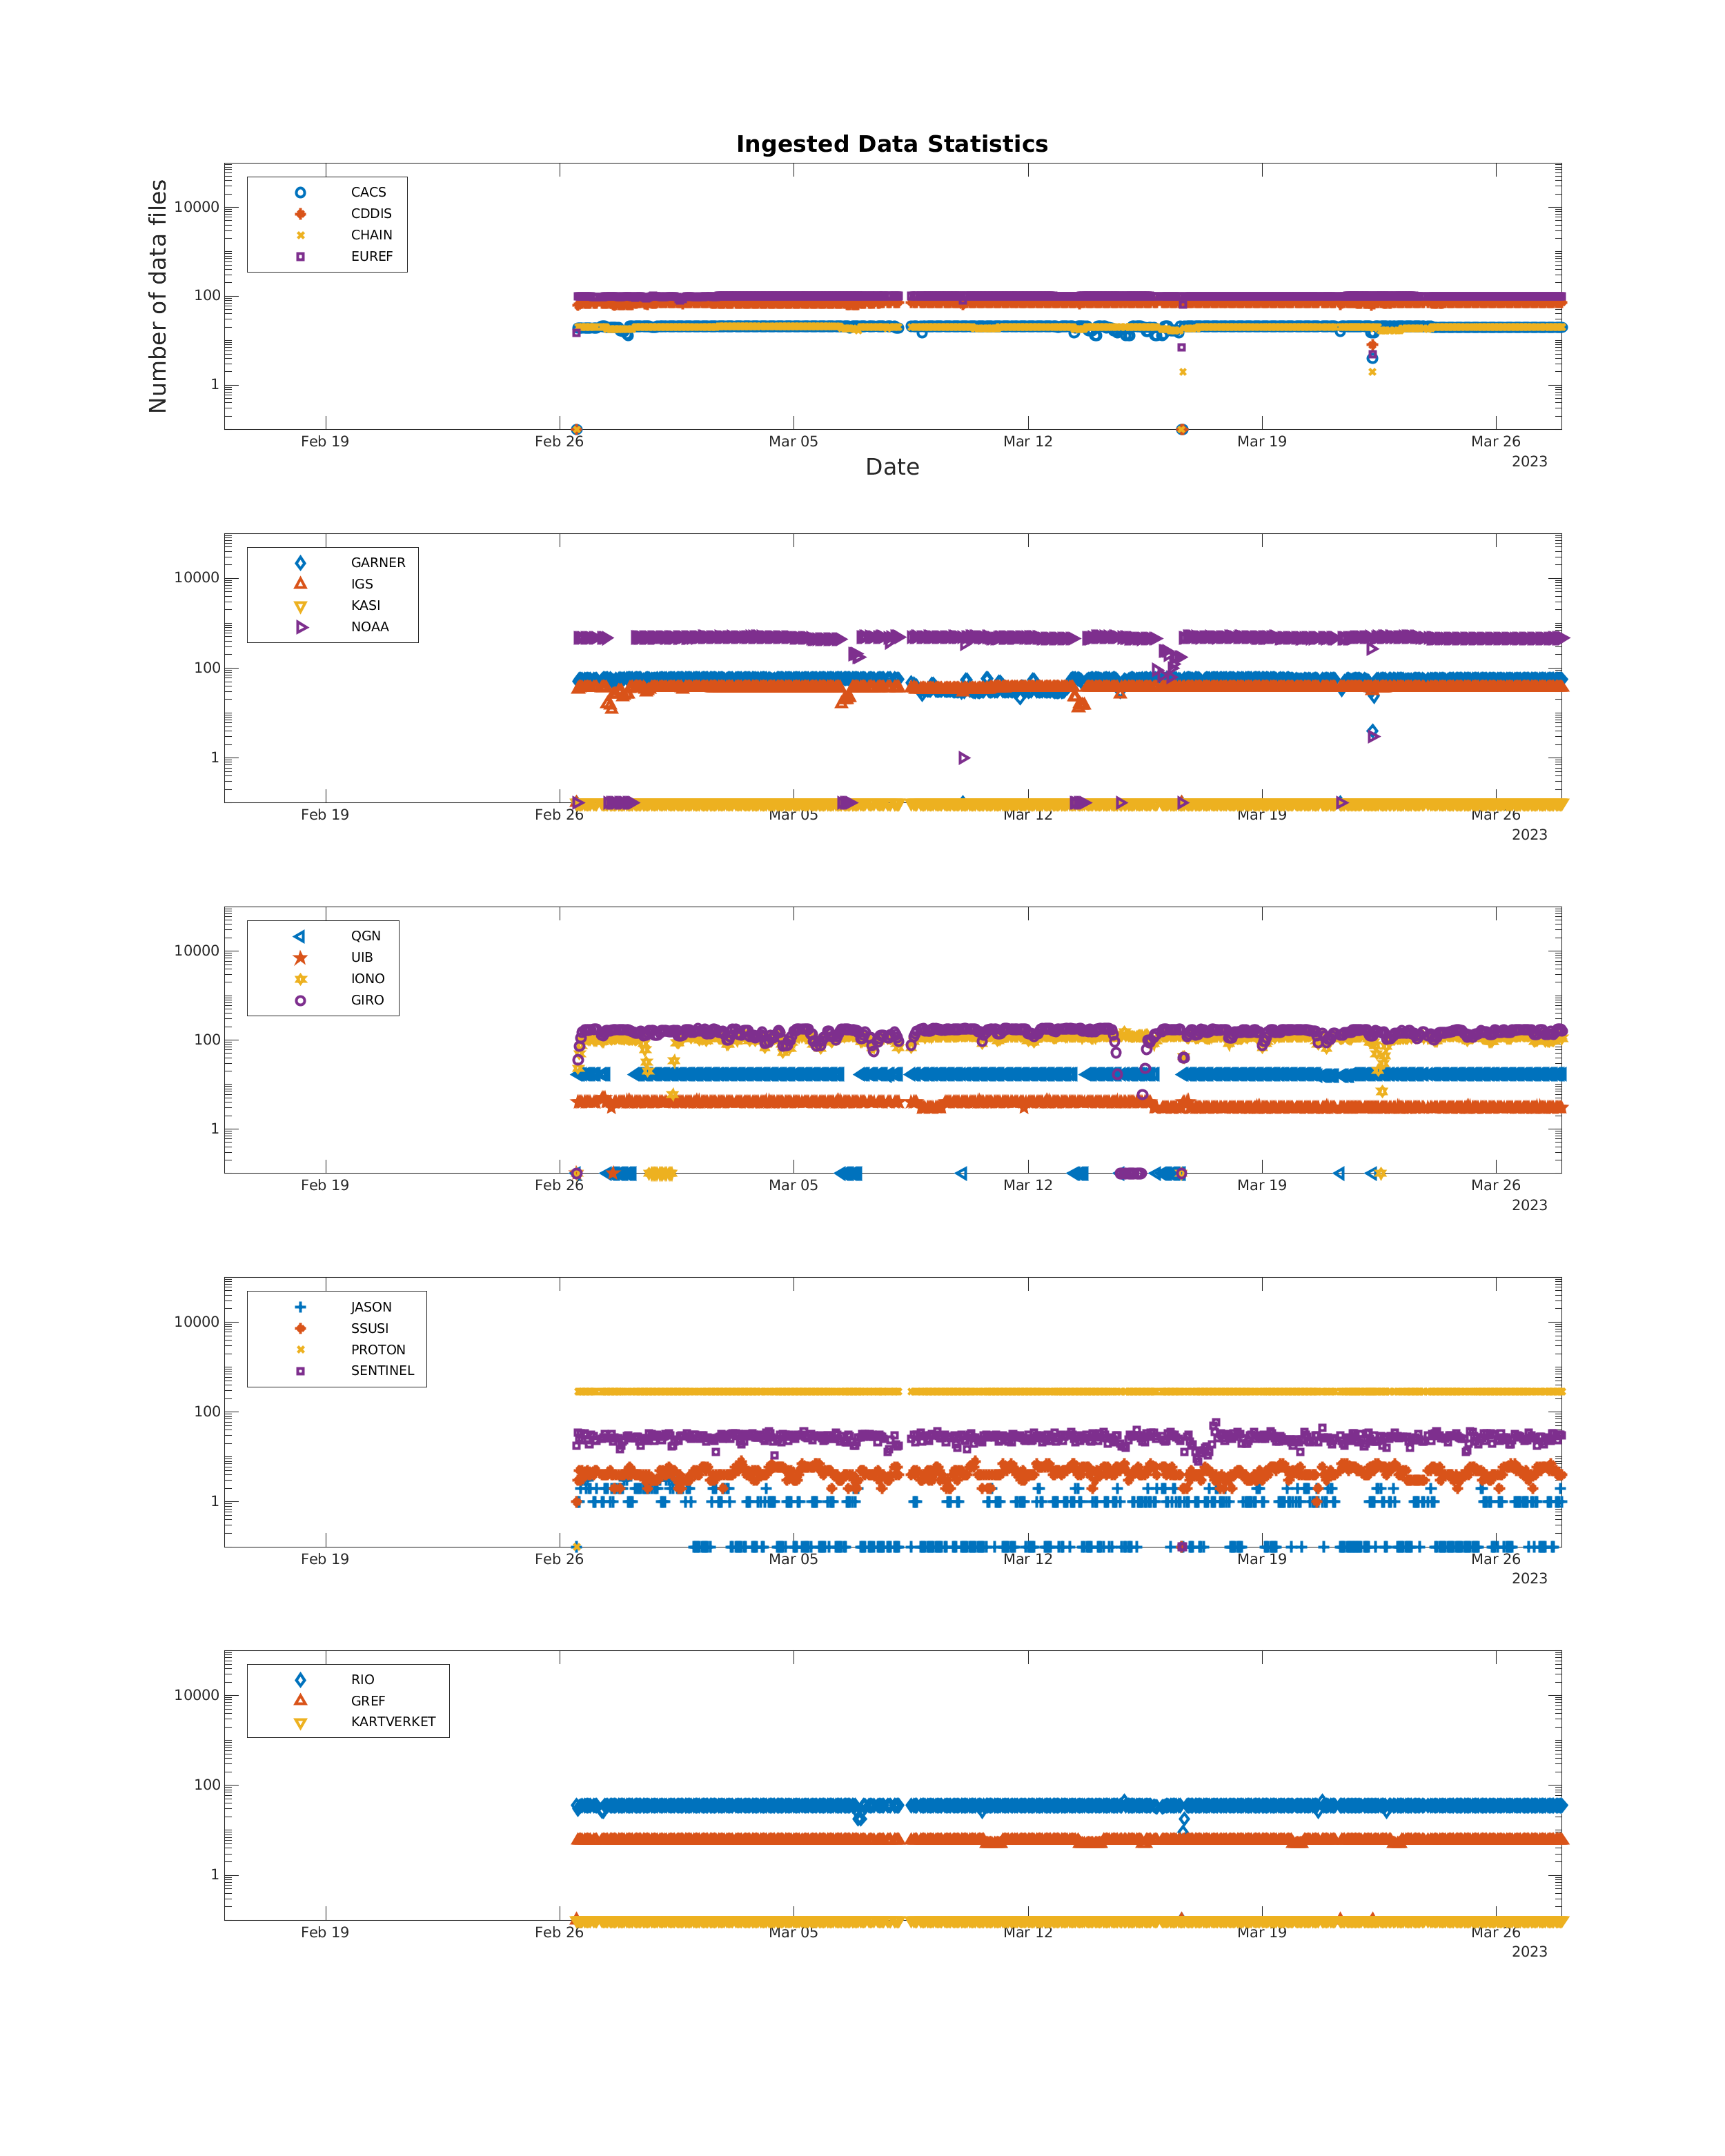 Ingested Data Statistics
Number of data files
10000
100
1
CACS
CDDIS
CHAIN
EUREF
Feb 19 Feb 26 Mar 05 Mar 12 Mar 19 Mar 26
2023
Date
10000
100
1
GARNER
IGS
KASI
NOAA
Feb 19 Feb 26 Mar 05 Mar 12 Mar 19 Mar 26
2023
10000
100
1
QGN
UIB
IONO
GIRO
Feb 19 Feb 26 Mar 05 Mar 12 Mar 19 Mar 26
2023
10000
100
1
JASON
SSUSI
PROTON
SENTINEL
Feb 19 Feb 26 Mar 05 Mar 12 Mar 19 Mar 26
2023
10000
100
1
RIO
GREF
KARTVERKET
Feb 19 Feb 26 Mar 05 Mar 12 Mar 19 Mar 26
2023